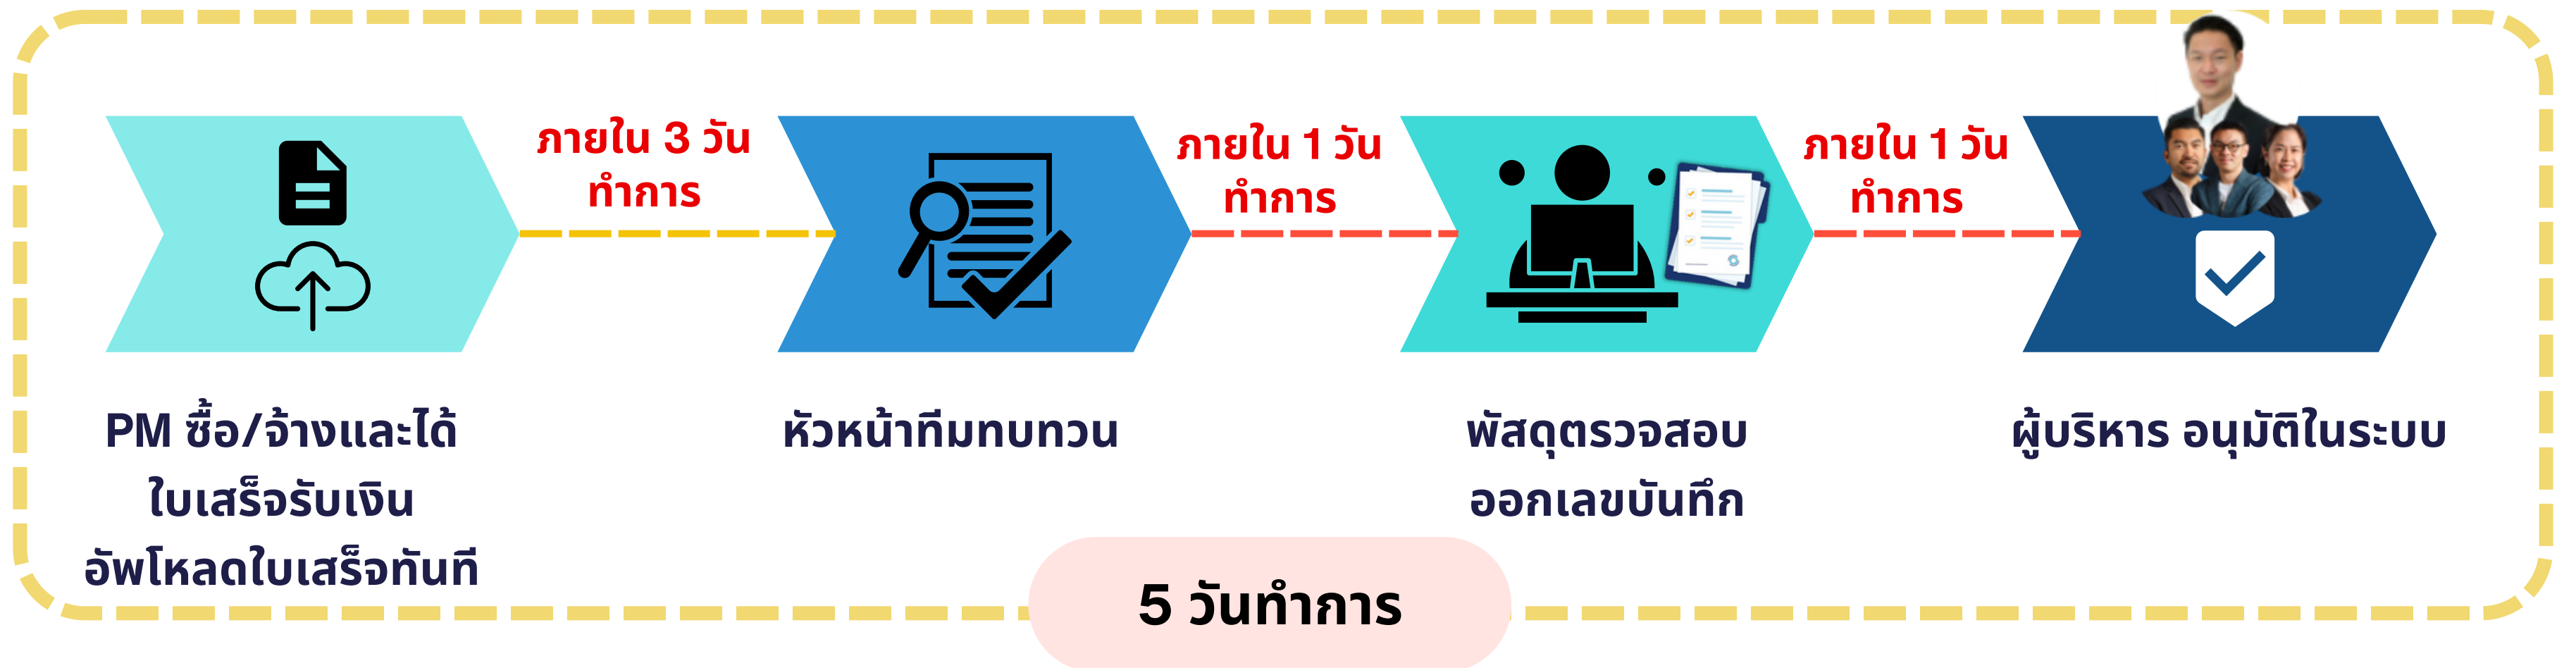 ภายใน 3 วัน
ทำการ
ภายใน 1 วัน
ทำการ
ภายใน 1 วัน
ทำการ
PM ซื้อ/จ้างและได้
ใบเสร็จรับเงิน
อัพโหลดใบเสร็จทันที
หัวหน้าทีมทบทวน
พัสดุตรวจสอบ
ออกเลขบันทึก
ผู้บริหาร อนุมัติในระบบ
5 วันทำการ